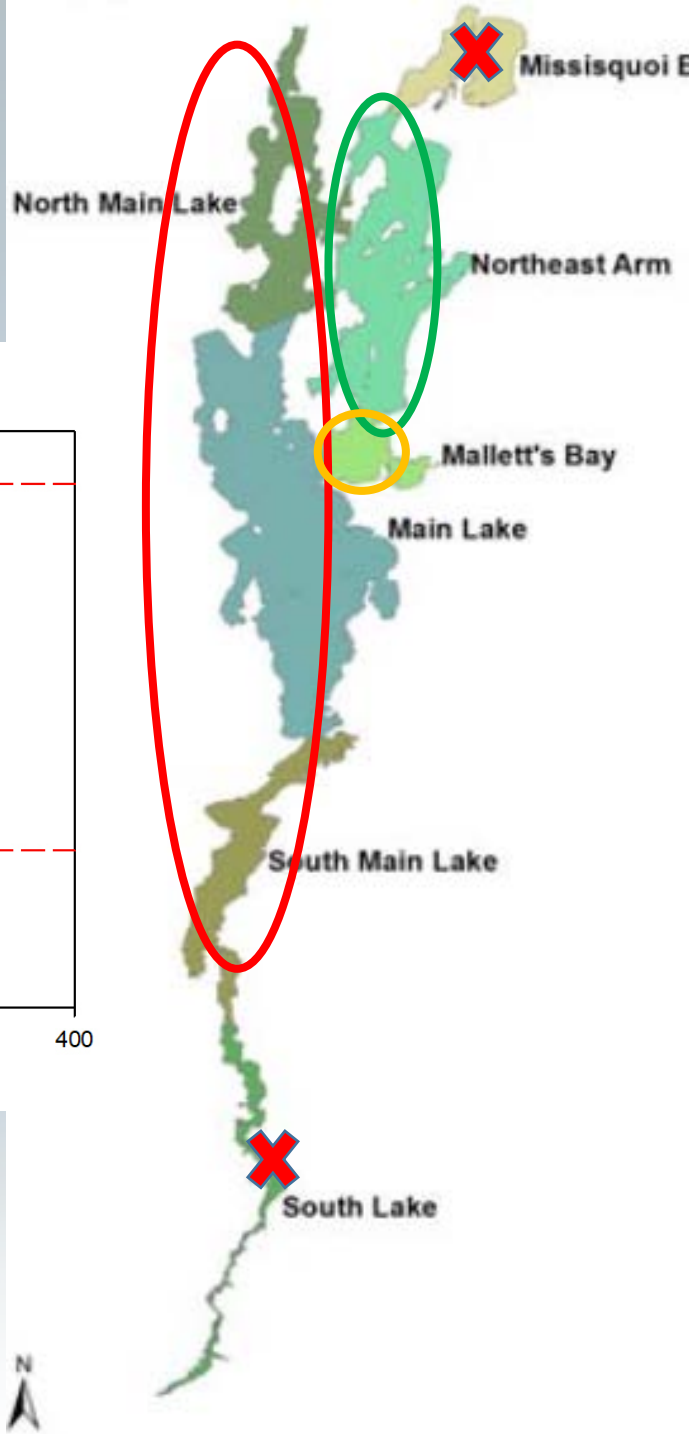 Missisquoi
North Main Lake
Northeast Arm
Mallett's Bay
Main Lake
South Main Lake
400
South Lake
N